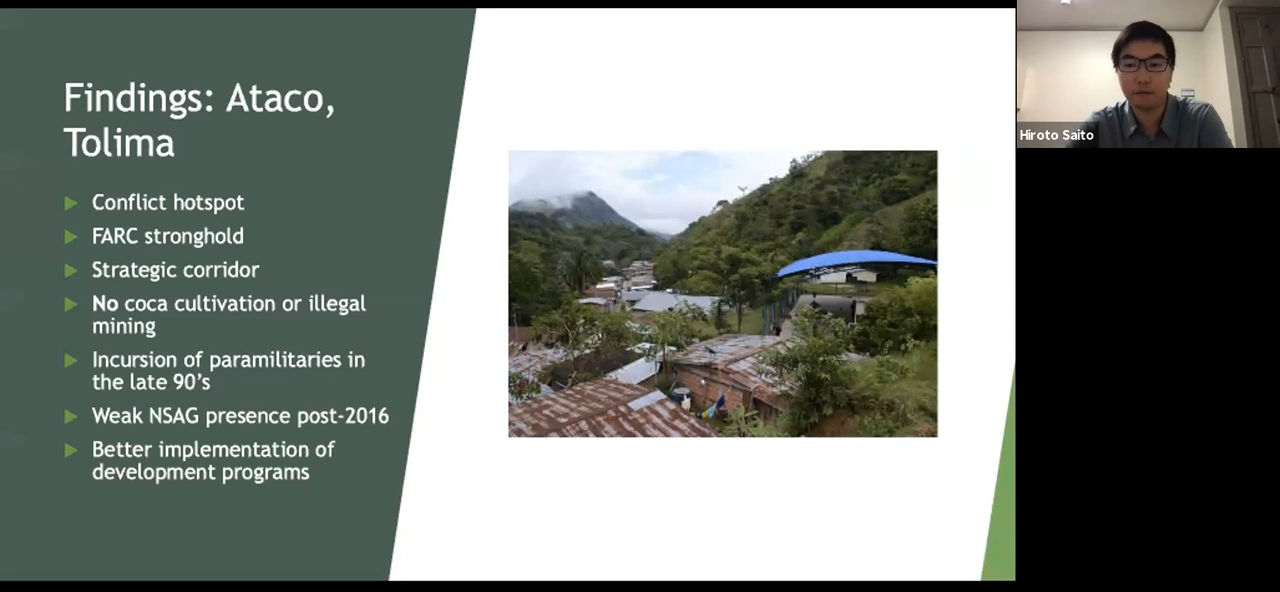 Findings: Ataco,
Tolima
Conflict hotspot
FARC stronghold
Strategic corridor
No coca cultivation or illegal
mining
Incursion of paramilitaries in
the late 90's
Weak NSAG presence post-2016
Better implementation of
development programs
Hiroto Saito